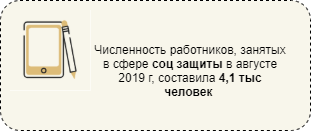 Численность работников, занятых
в сфере соц защиты в августе
2019 г, составила 4,1 тыс
человек